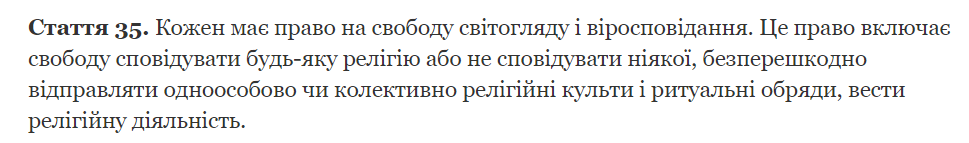 Стаття 35. Кожен має право на свободу світогляду і віросповідання. Це право включає
свободу сповідувати будь-яку релігію або не сповідувати ніякої, безперешкодно
відправляти одноособово чи колективно релігійні культи і ритуальні обряди, вести
релігійну діяльність.